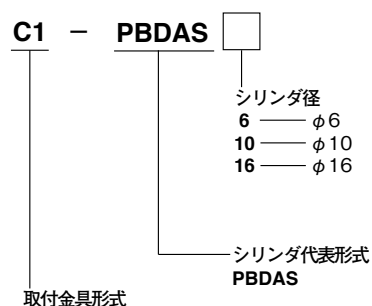 C1 － PBDAS □
シリンダ径
6 ── φ6
10 ── φ10
16 ── φ16
シリンダ代表形式
PBDAS
取付金具形式